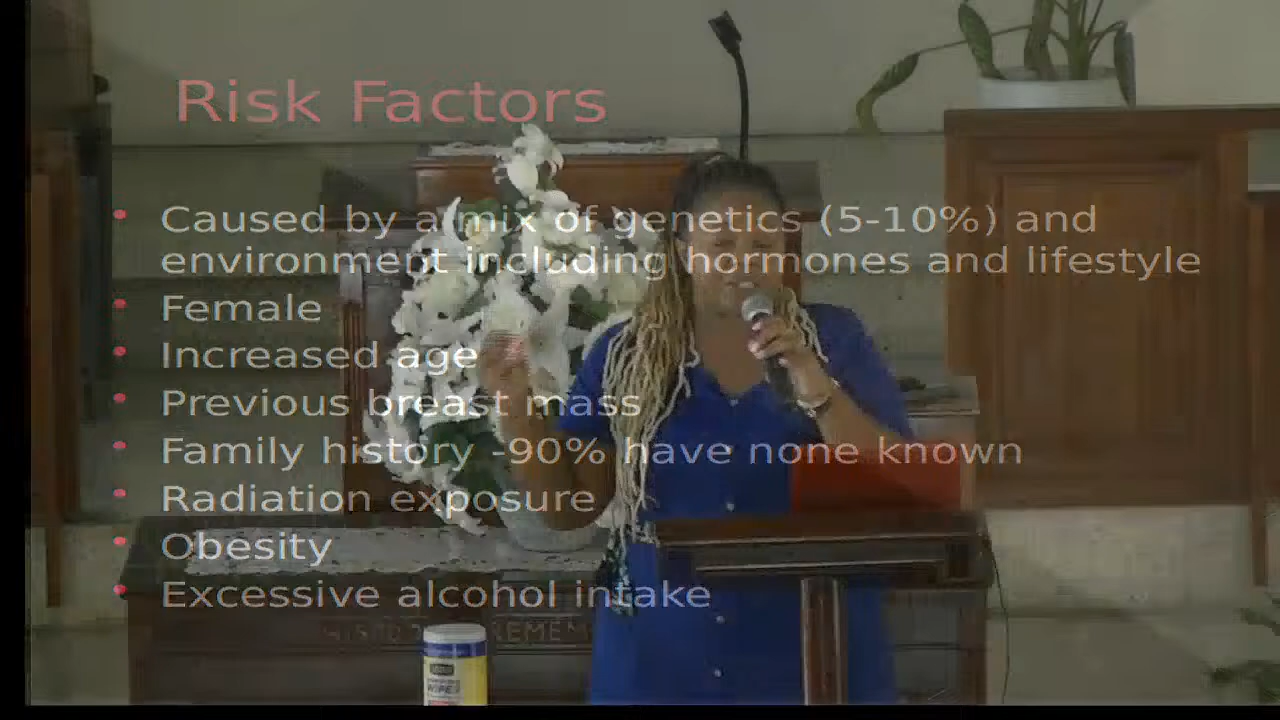 Risk Factors
• Caused by a mix of genetics (5-10%) and
environment including hormones and lifestyle
• Female
• Increased age
• Previous breast mass
• Family history -90% have none known
• Radiation exposure
• Obesity
• Excessive alcohol intake
WIPES